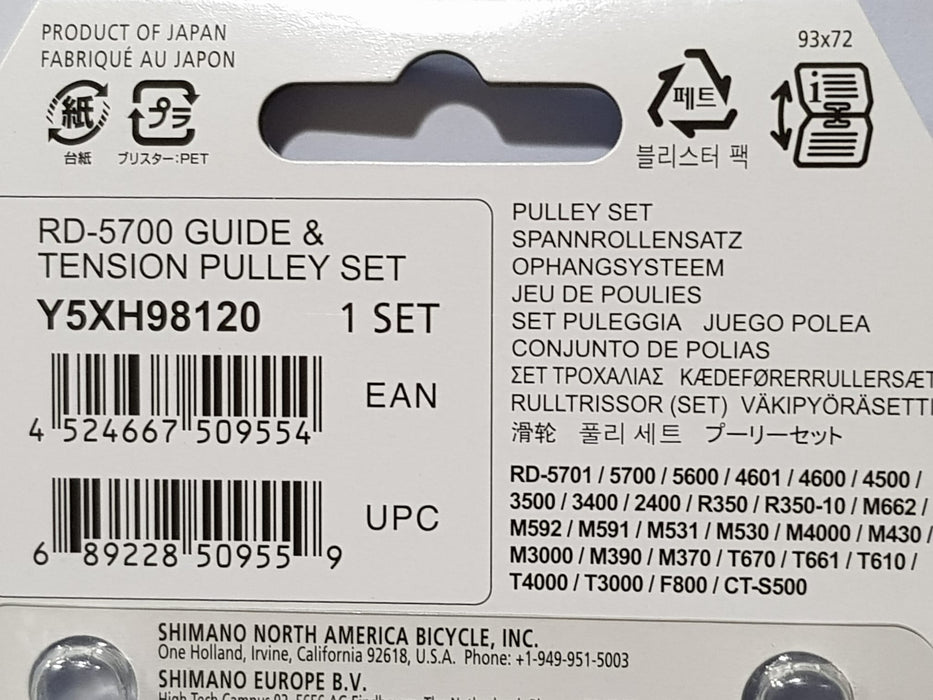 PRODUCT OF JAPAN
FABRIQUÉ AU JAPON
紙
プラ
台紙
ブリスター:PET
페트
블리스터 팩
93x72
i
RD-5700 GUIDE &
TENSION PULLEY SET
Y5XH98120 1 SET
EAN
4 524667 509554
UPC
6 89228 50955 9
PULLEY SET
SPANNROLLENSATZ
OPHANGSYSTEEM
JEU DE POULIES
SET PULEGGIA JUEGO POLEA
CONJUNTO DE POLIAS
ΣΕΤ ΤΡΟΧΑΛΙΑΣ KÆDEFØRERRULLERSÆT
RULLTRISSOR (SET) VÄKIPYÖRÄSETTI
滑轮 풀리 세트 プーリーセット
RD-5701 / 5700 / 5600 / 4601 / 4600 / 4500 /
3500 / 3400 / 2400 / R350 / R350-10 / M662 /
M592 / M591 / M531 / M530 / M4000 / M430 /
M3000 / M390 / M370 / T670 / T661 / T610 /
T4000 / T3000 / F800 / CT-S500
SHIMANO NORTH AMERICA BICYCLE, INC.
One Holland, Irvine, California 92618, U.S.A. Phone: +1-949-951-5003
SHIMANO EUROPE B.V.
High Tech Campus 92, The Netherlands